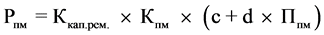 Рпм = Ккап.рем. × Кпм × (с + d × Ппм)